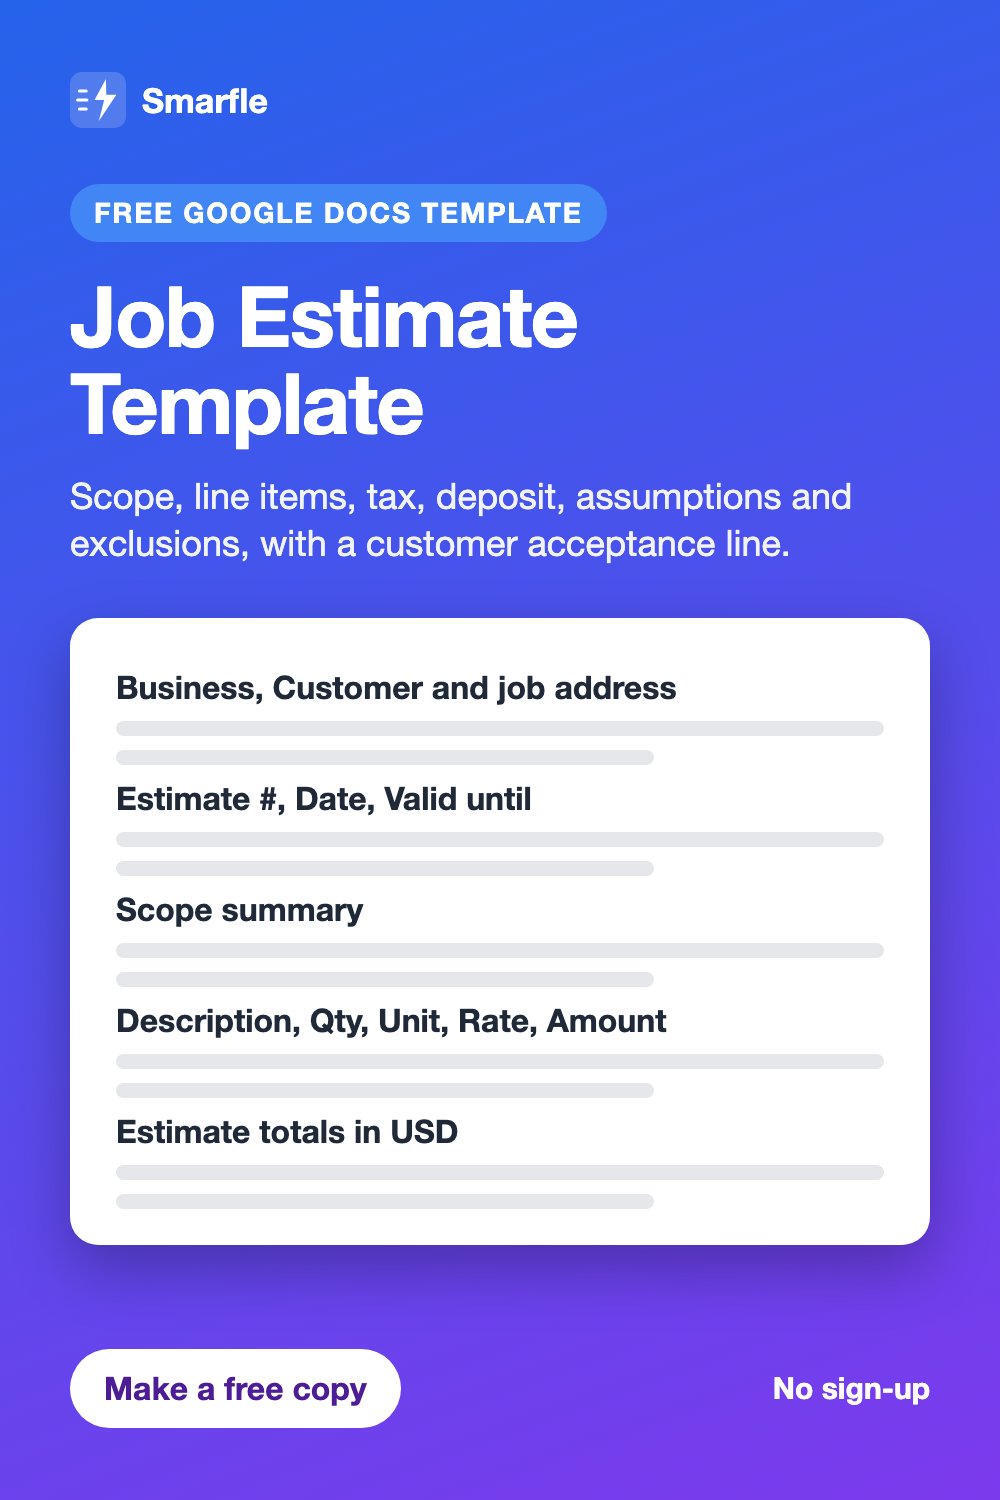 Smarfle
FREE GOOGLE DOCS TEMPLATE
Job Estimate
Template
Scope, line items, tax, deposit, assumptions and
exclusions, with a customer acceptance line.
Business, Customer and job address
Estimate #, Date, Valid until
Scope summary
Description, Qty, Unit, Rate, Amount
Estimate totals in USD
Make a free copy
No sign-up